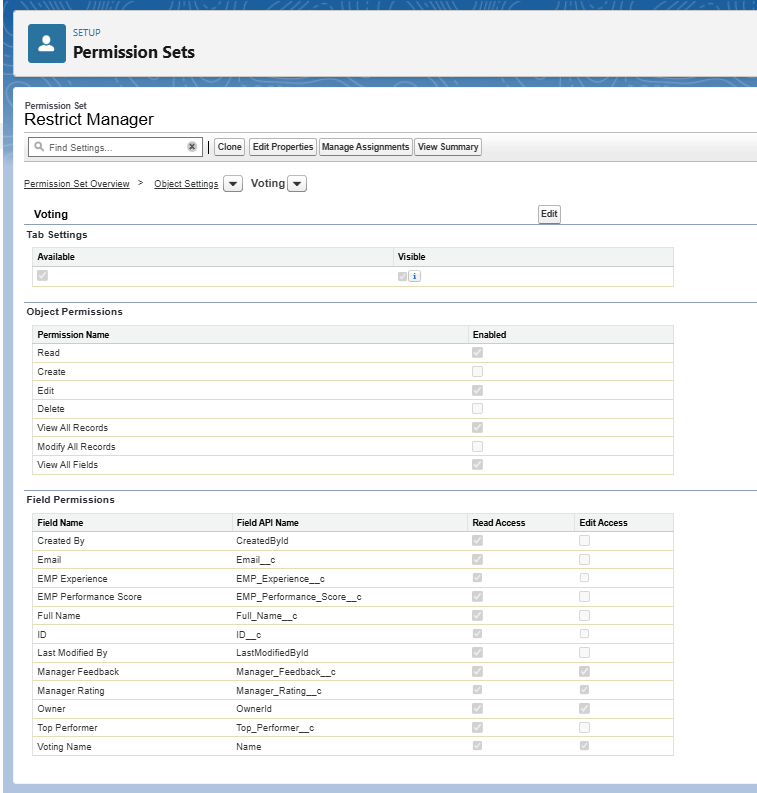 SETUP
Permission Sets
Permission Set
Restrict Manager
Find Settings... Clone Edit Properties Manage Assignments View Summary
Permission Set Overview > Object Settings Voting
Voting Edit
Tab Settings
Available Visible
i
Object Permissions
Permission Name Enabled
Read
Create
Edit
Delete
View All Records
Modify All Records
View All Fields
Field Permissions
Field Name Field API Name Read Access Edit Access
Created By CreatedById
Email Email__c
EMP Experience EMP_Experience__c
EMP Performance Score EMP_Performance_Score__c
Full Name Full_Name__c
ID ID__c
Last Modified By LastModifiedById
Manager Feedback Manager_Feedback__c
Manager Rating Manager_Rating__c
Owner OwnerId
Top Performer Top_Performer__c
Voting Name Name